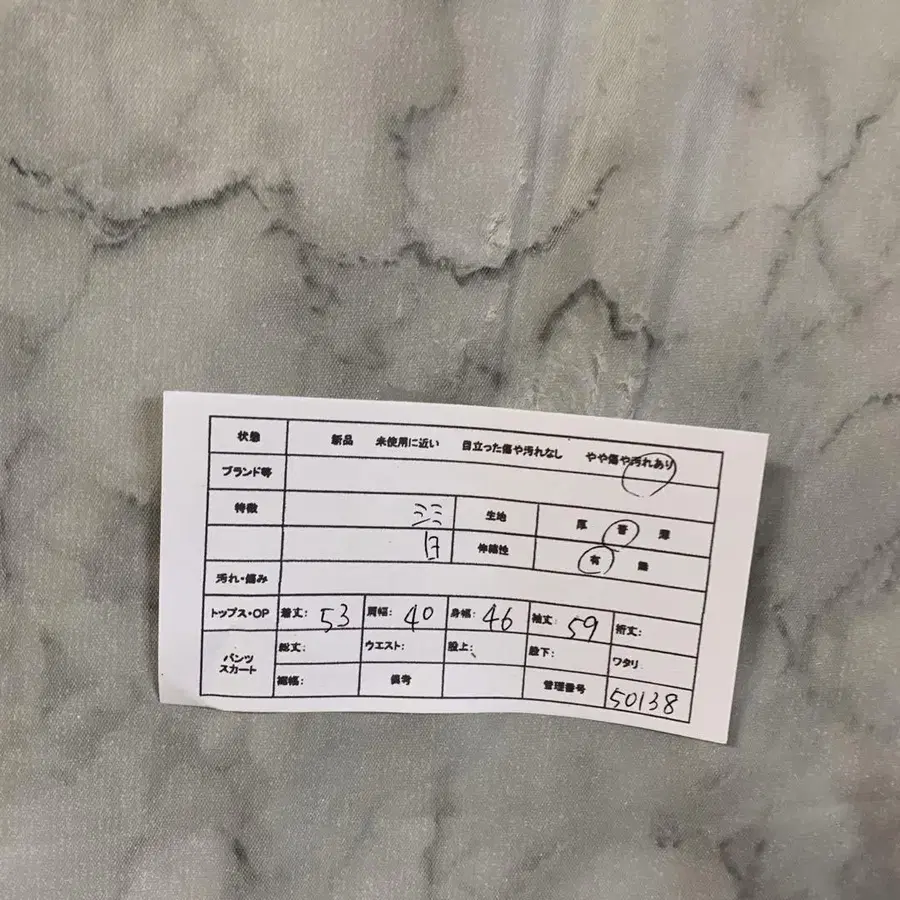 状態 新品 未使用に近い 目立った傷や汚れなし やや傷や汚れあり
ブランド等
特徴 生地 厚 普 薄
伸縮性 有 無
汚れ・傷み
トップス・OP 着丈: 53 肩幅: 40 身幅: 46 袖丈: 59 裄丈:
パンツ
スカート
総丈: ウエスト: 股上: 股下: ワタリ
裾幅: 備考 管理番号 50138